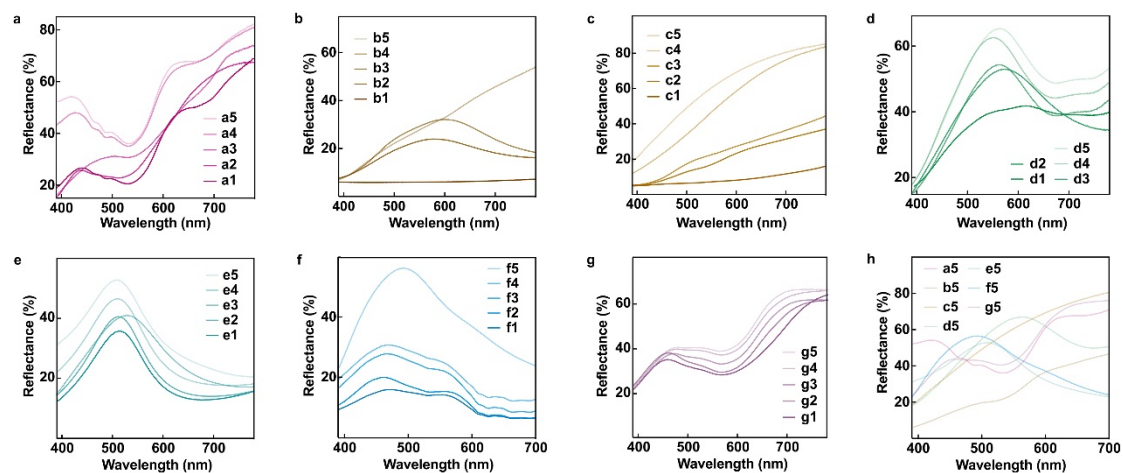 a
80
60
40
20
Reflectance (%)
a5
a4
a3
a2
a1
400 500 600 700
Wavelength (nm)
b
60
40
20
0
Reflectance (%)
b5
b4
b3
b2
b1
400 500 600 700
Wavelength (nm)
c
80
60
40
20
Reflectance (%)
c5
c4
c3
c2
c1
400 500 600 700
Wavelength (nm)
d
60
40
20
Reflectance (%)
d5
d2 d4
d1 d3
400 500 600 700
Wavelength (nm)
e
40
20
Reflectance (%)
e5
e4
e3
e2
e1
400 500 600 700
Wavelength (nm)
f
60
40
20
Reflectance (%)
f5
f4
f3
f2
f1
400 500 600 700
Wavelength (nm)
g
60
40
20
Reflectance (%)
g5
g4
g3
g2
g1
400 500 600 700
Wavelength (nm)
h
80
60
40
20
0
Reflectance (%)
a5 e5
b5 f5
c5 g5
d5
400 500 600 700
Wavelength (nm)